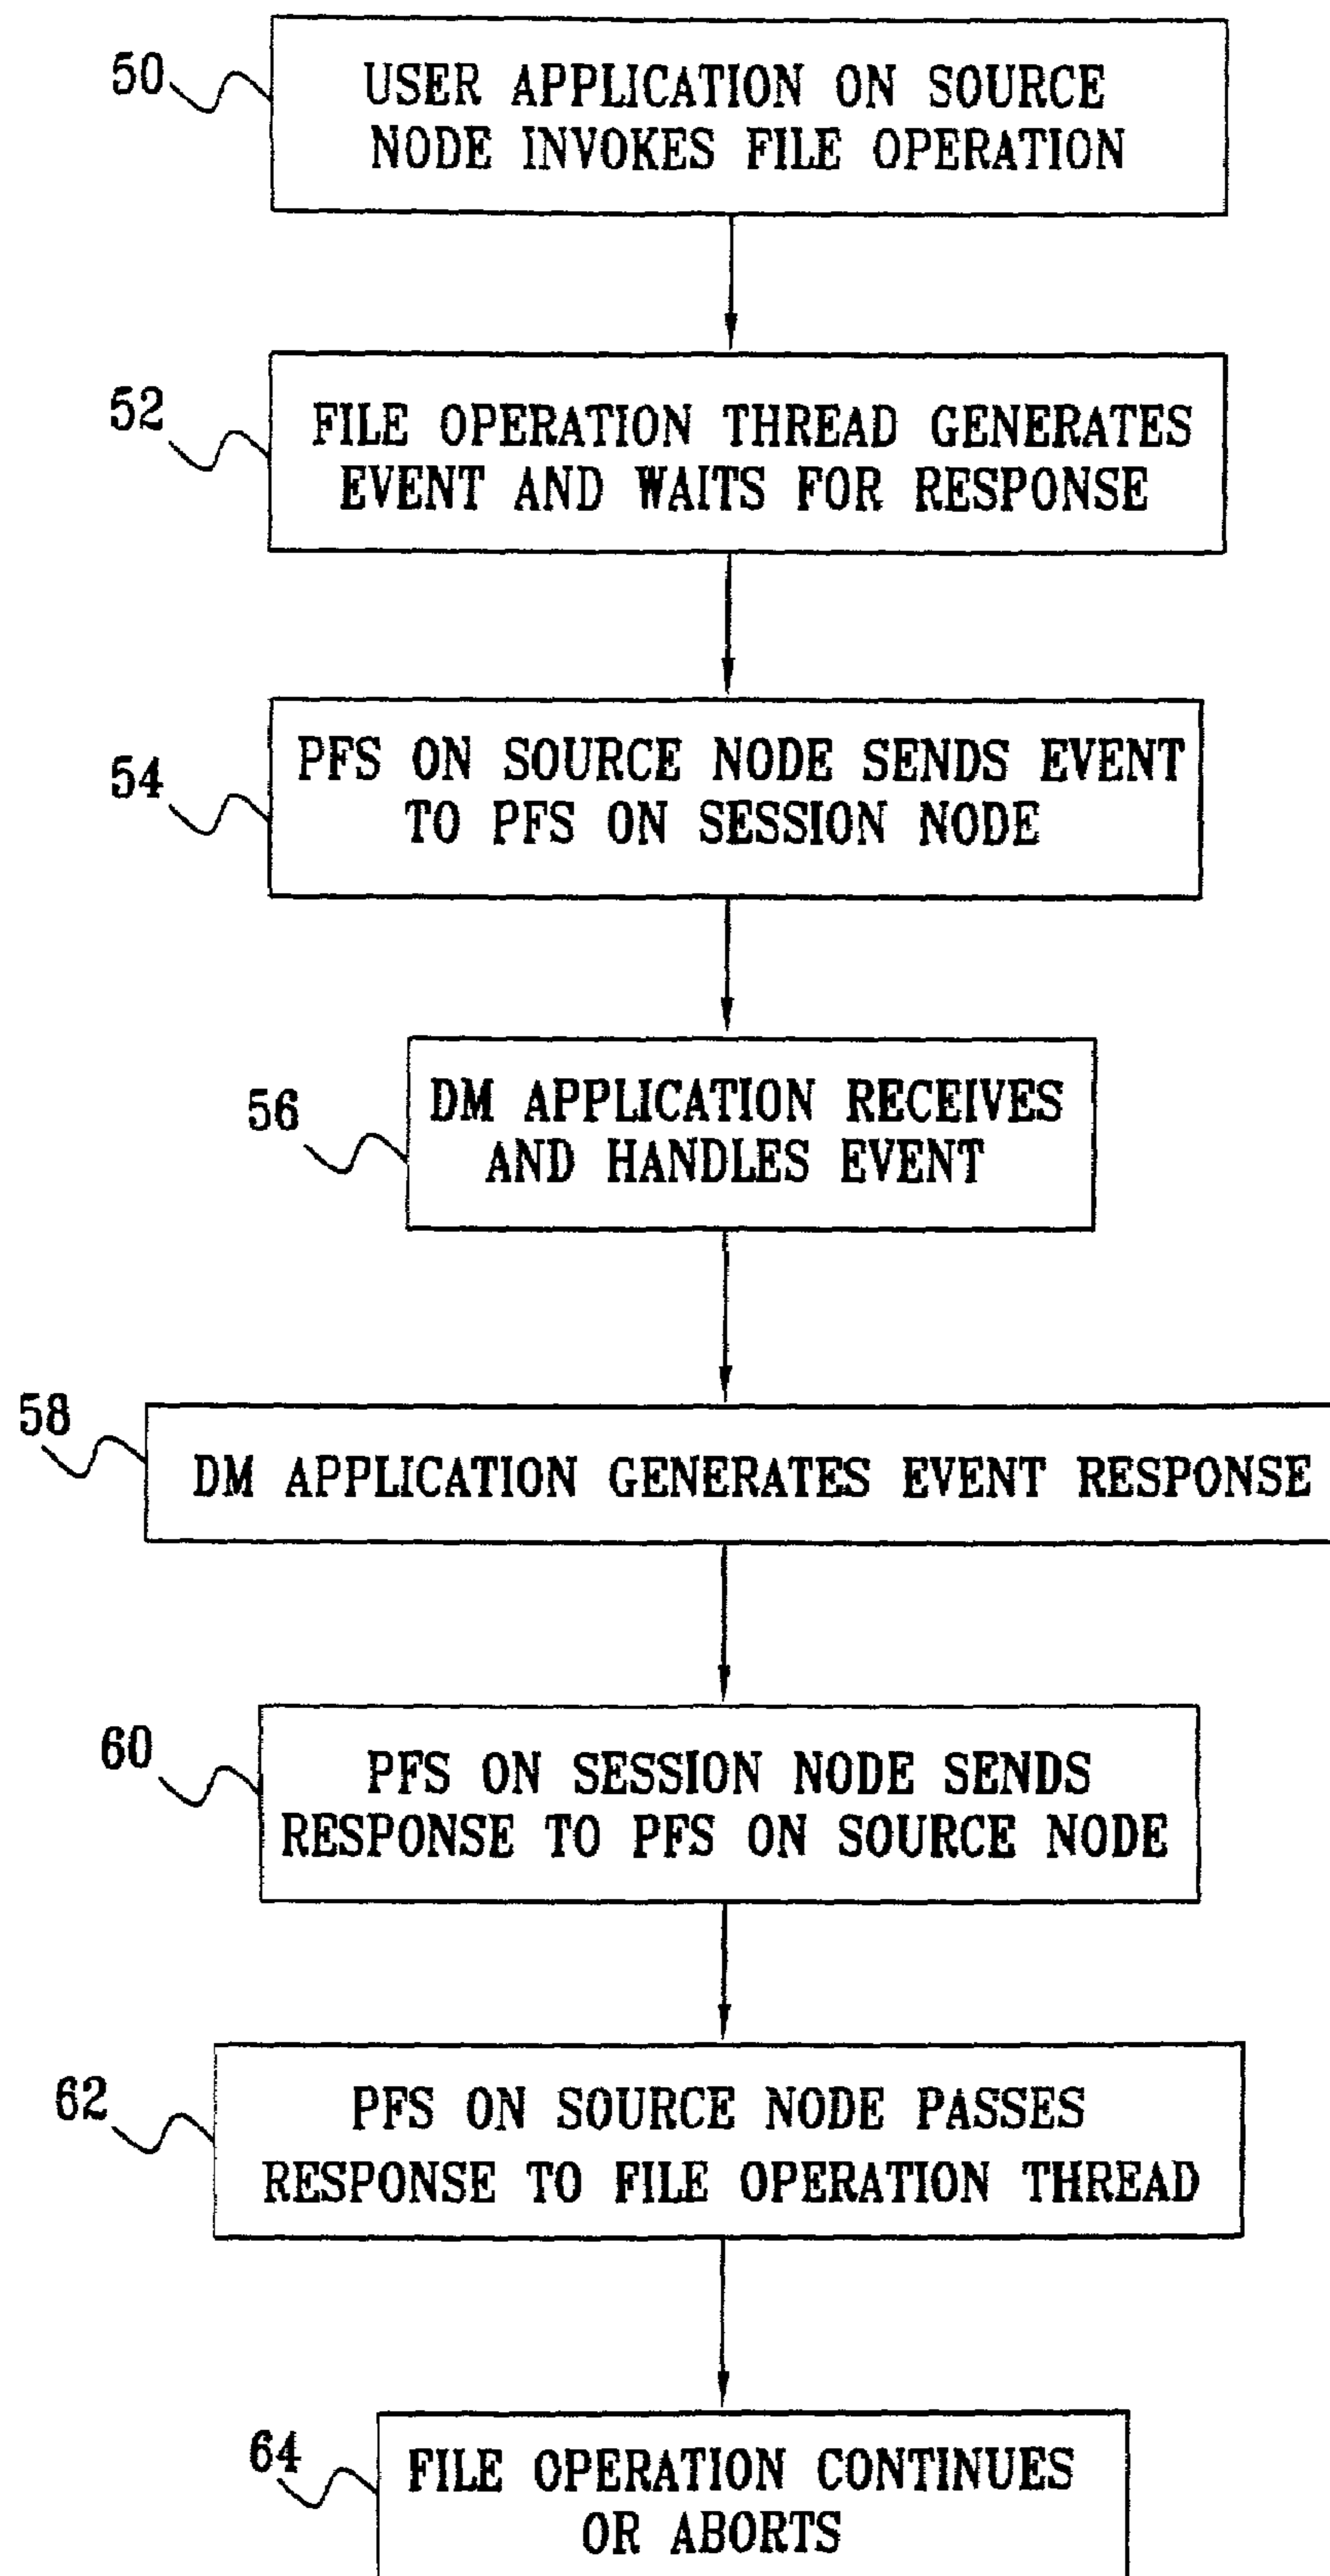 50
USER APPLICATION ON SOURCE
NODE INVOKES FILE OPERATION
52
FILE OPERATION THREAD GENERATES
EVENT AND WAITS FOR RESPONSE
54
PFS ON SOURCE NODE SENDS EVENT
TO PFS ON SESSION NODE
56
DM APPLICATION RECEIVES
AND HANDLES EVENT
58
DM APPLICATION GENERATES EVENT RESPONSE
60
PFS ON SESSION NODE SENDS
RESPONSE TO PFS ON SOURCE NODE
62
PFS ON SOURCE NODE PASSES
RESPONSE TO FILE OPERATION THREAD
64
FILE OPERATION CONTINUES
OR ABORTS